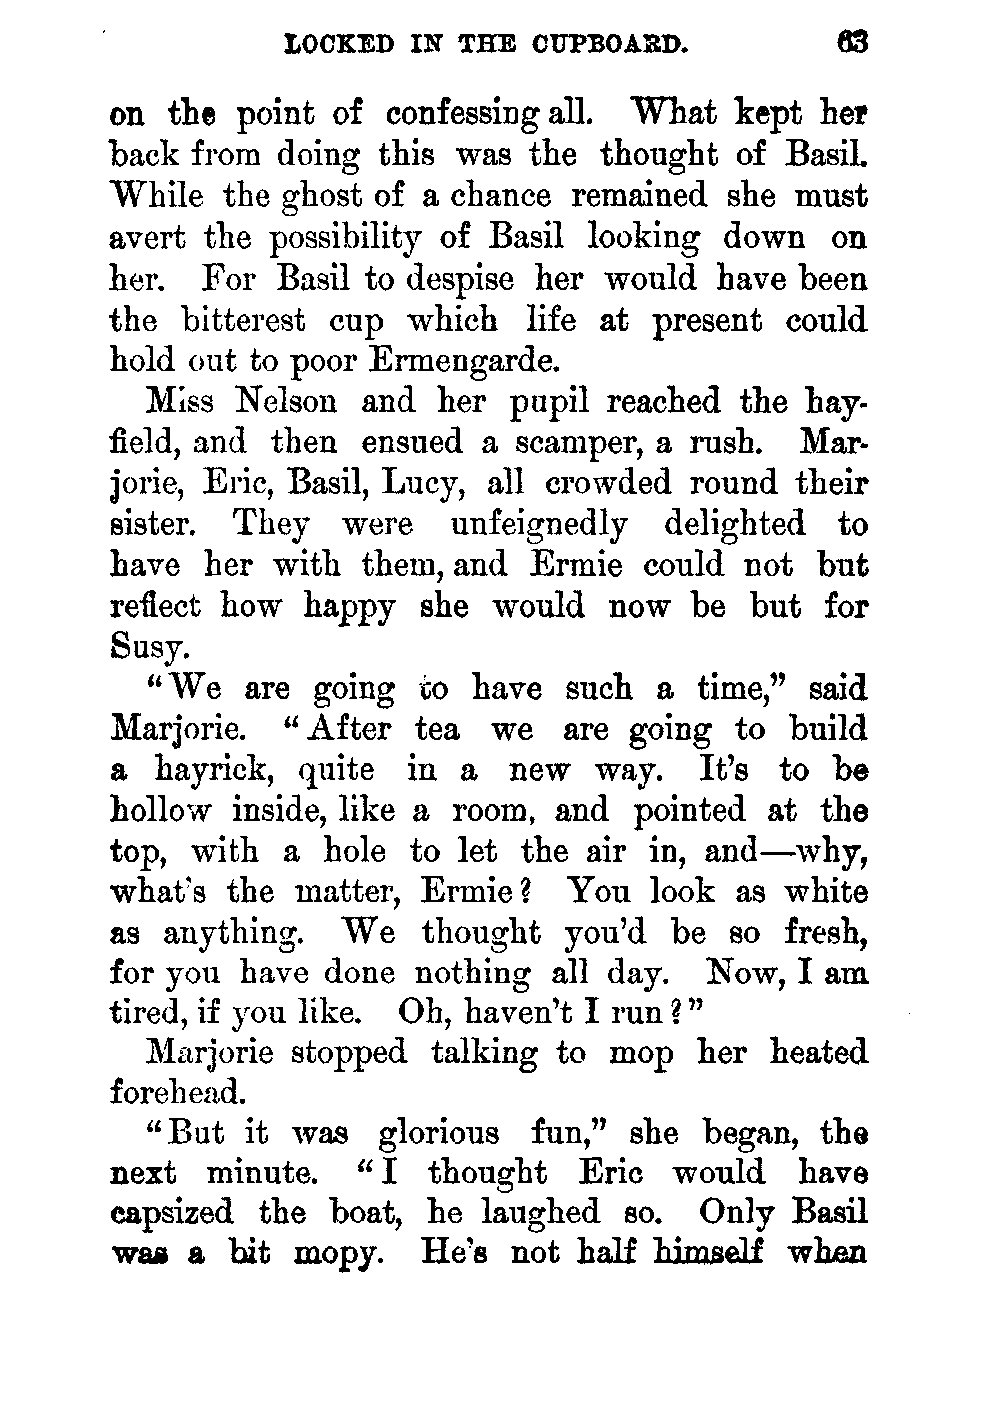 LOCKED IN THE CUPBOARD. 63
on the point of confessing all. What kept her
back from doing this was the thought of Basil.
While the ghost of a chance remained she must
avert the possibility of Basil looking down on
her. For Basil to despise her would have been
the bitterest cup which life at present could
hold out to poor Ermengarde.
Miss Nelson and her pupil reached the hay-
field, and then ensued a scamper, a rush. Mar-
jorie, Eric, Basil, Lucy, all crowded round their
sister. They were unfeignedly delighted to
have her with them, and Ermie could not but
reflect how happy she would now be but for
Susy.
"We are going to have such a time," said
Marjorie. "After tea we are going to build
a hayrick, quite in a new way. It's to be
hollow inside, like a room, and pointed at the
top, with a hole to let the air in, and—why,
what's the matter, Ermie? You look as white
as anything. We thought you'd be so fresh,
for you have done nothing all day. Now, I am
tired, if you like. Oh, haven't I run?"
Marjorie stopped talking to mop her heated
forehead.
"But it was glorious fun," she began, the
next minute. "I thought Eric would have
capsized the boat, he laughed so. Only Basil
was a bit mopy. He's not half himself when